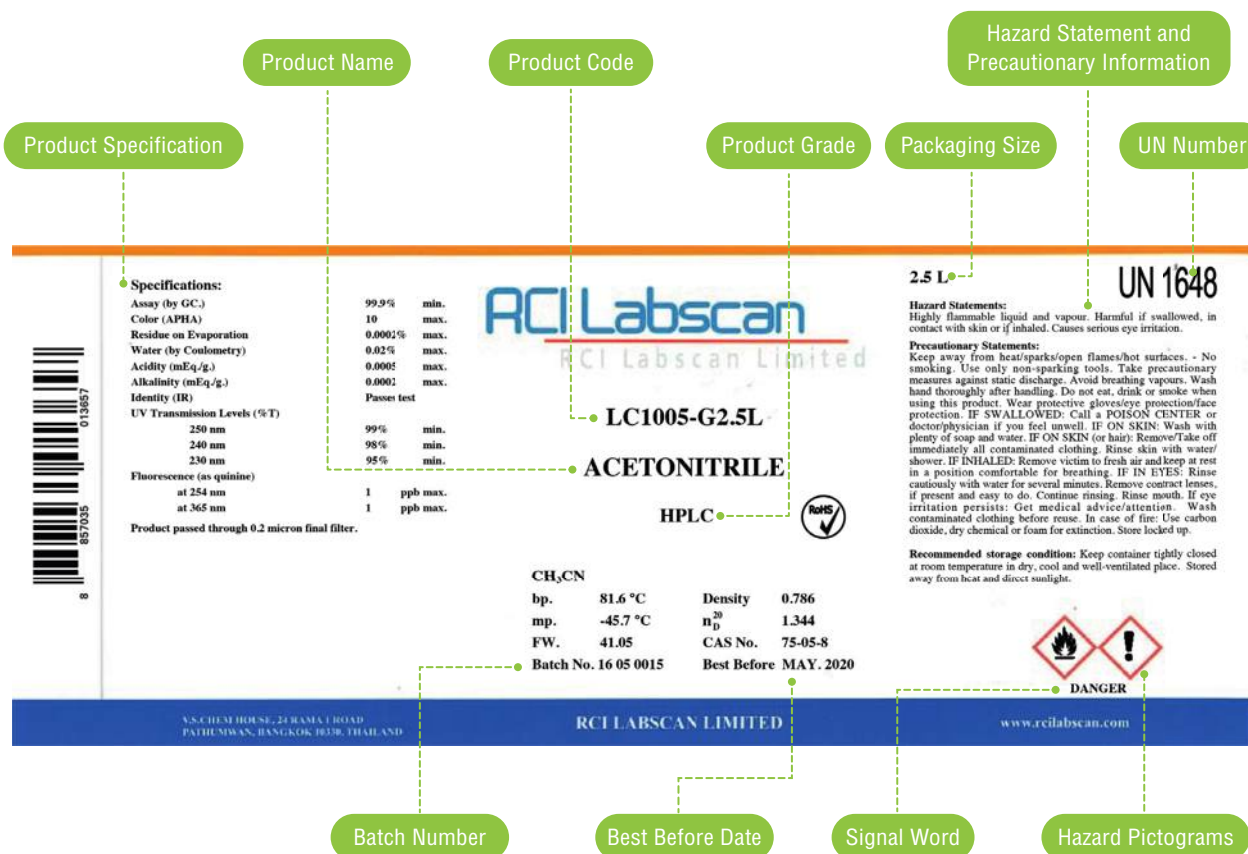 Hazard Statement and
Precautionary Information
Product Name
Product Code
Product Specification
Product Grade
Packaging Size
UN Number
8
857035
013657
Specifications:
Assay (by GC.) 99.9% min.
Color (APHA) 10 max.
Residue on Evaporation 0.0002% max.
Water (by Coulometry) 0.02% max.
Acidity (mEq./g.) 0.0005 max.
Alkalinity (mEq./g.) 0.0002 max.
Identity (IR) Passes test
UV Transmission Levels (%T)
250 nm 99% min.
240 nm 98% min.
230 nm 95% min.
Fluorescence (as quinine)
at 254 nm 1 ppb max.
at 365 nm 1 ppb max.
Product passed through 0.2 micron final filter.
RCI Labscan
RCI Labscan Limited
LC1005-G2.5L
ACETONITRILE
HPLC
RoHS
CH₃CN
bp. 81.6 °C Density 0.786
mp. -45.7 °C n20D 1.344
FW. 41.05 CAS No. 75-05-8
Batch No. 16 05 0015 Best Before MAY. 2020
2.5 L
UN 1648
Hazard Statements:
Highly flammable liquid and vapour. Harmful if swallowed, in
contact with skin or if inhaled. Causes serious eye irritation.
Precautionary Statements:
Keep away from heat/sparks/open flames/hot surfaces. - No
smoking. Use only non-sparking tools. Take precautionary
measures against static discharge. Avoid breathing vapours. Wash
hand thoroughly after handling. Do not eat, drink or smoke when
using this product. Wear protective gloves/eye protection/face
protection. IF SWALLOWED: Call a POISON CENTER or
doctor/physician if you feel unwell. IF ON SKIN: Wash with
plenty of soap and water. IF ON SKIN (or hair): Remove/Take off
immediately all contaminated clothing. Rinse skin with water/
shower. IF INHALED: Remove victim to fresh air and keep at rest
in a position comfortable for breathing. IF IN EYES: Rinse
cautiously with water for several minutes. Remove contract lenses,
if present and easy to do. Continue rinsing. Rinse mouth. If eye
irritation persists: Get medical advice/attention. Wash
contaminated clothing before reuse. In case of fire: Use carbon
dioxide, dry chemical or foam for extinction. Store locked up.
Recommended storage condition: Keep container tightly closed
at room temperature in dry, cool and well-ventilated place. Stored
away from heat and direct sunlight.
DANGER
V.S.CHEM HOUSE, 24 RAMA 1 ROAD
PATHUMWAN, BANGKOK 10330. THAILAND
RCI LABSCAN LIMITED
www.rcilabscan.com
Batch Number
Best Before Date
Signal Word
Hazard Pictograms